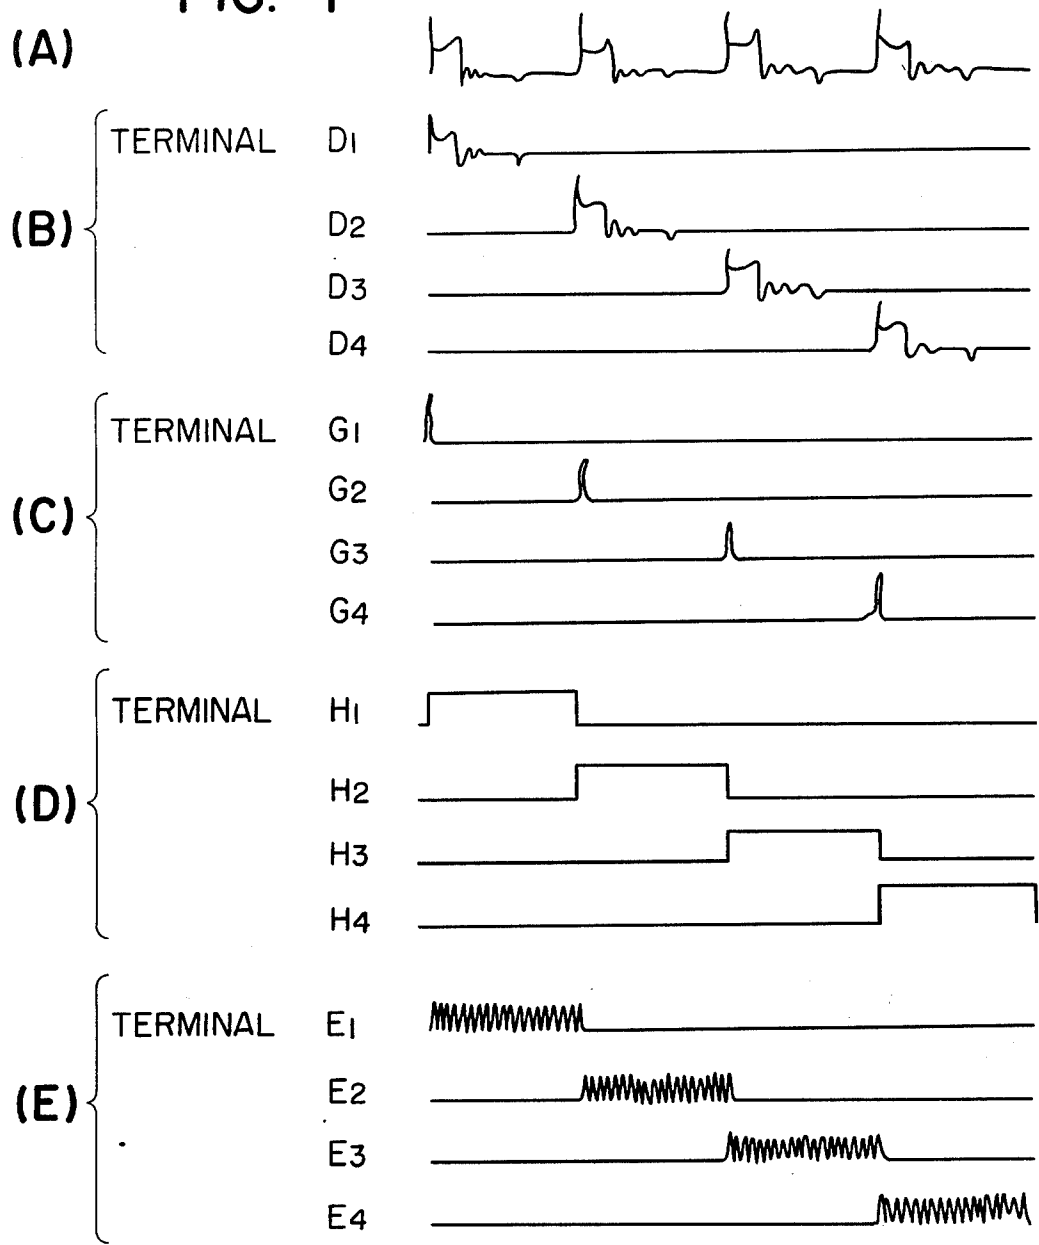 FIG.
(A)
(B) TERMINAL D1
D2
D3
D4
(C) TERMINAL G1
G2
G3
G4
(D) TERMINAL H1
H2
H3
H4
(E) TERMINAL E1
E2
E3
E4